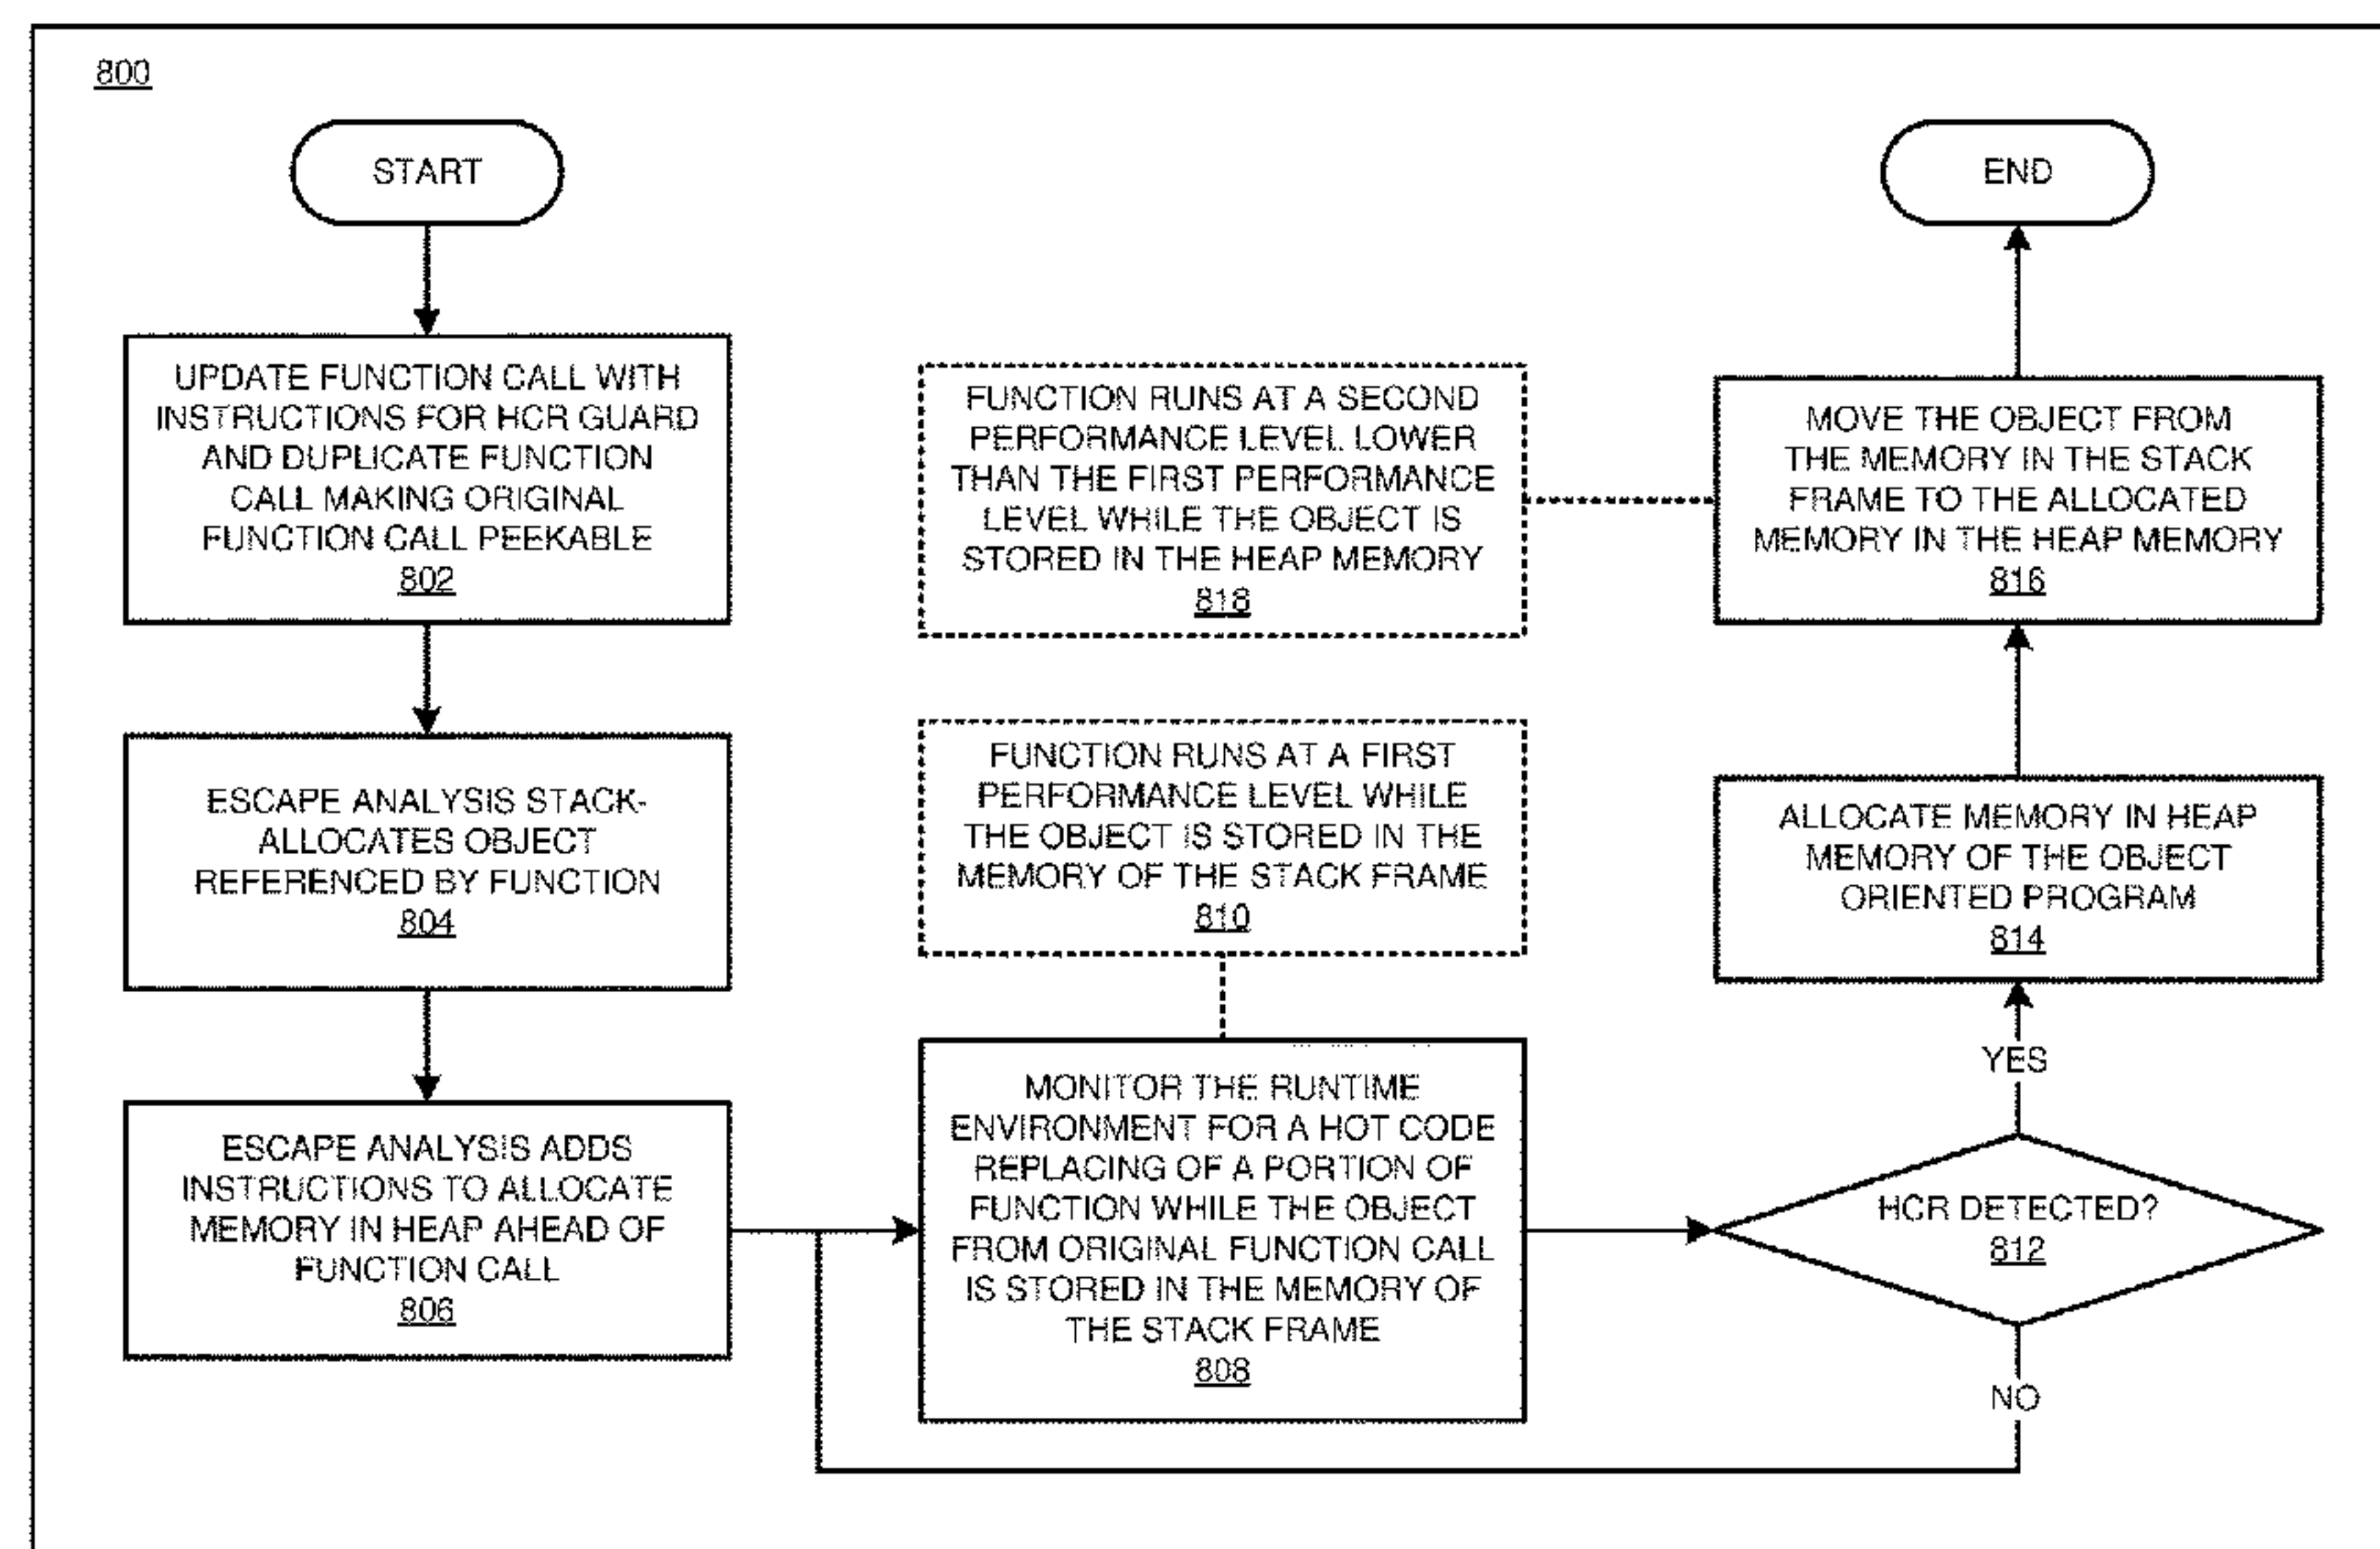 800
START
UPDATE FUNCTION CALL WITH
INSTRUCTIONS FOR HCR GUARD
AND DUPLICATE FUNCTION
CALL MAKING ORIGINAL
FUNCTION CALL PEEKABLE
802
ESCAPE ANALYSIS STACK-
ALLOCATES OBJECT
REFERENCED BY FUNCTION
804
ESCAPE ANALYSIS ADDS
INSTRUCTIONS TO ALLOCATE
MEMORY IN HEAP AHEAD OF
FUNCTION CALL
806
MONITOR THE RUNTIME
ENVIRONMENT FOR A HOT CODE
REPLACING OF A PORTION OF
FUNCTION WHILE THE OBJECT
FROM ORIGINAL FUNCTION CALL
IS STORED IN THE MEMORY OF
THE STACK FRAME
808
FUNCTION RUNS AT A FIRST
PERFORMANCE LEVEL WHILE
THE OBJECT IS STORED IN THE
MEMORY OF THE STACK FRAME
810
HCR DETECTED?
812
NO
YES
ALLOCATE MEMORY IN HEAP
MEMORY OF THE OBJECT
ORIENTED PROGRAM
814
MOVE THE OBJECT FROM
THE MEMORY IN THE STACK
FRAME TO THE ALLOCATED
MEMORY IN THE HEAP MEMORY
816
FUNCTION RUNS AT A SECOND
PERFORMANCE LEVEL LOWER
THAN THE FIRST PERFORMANCE
LEVEL WHILE THE OBJECT IS
STORED IN THE HEAP MEMORY
818
END